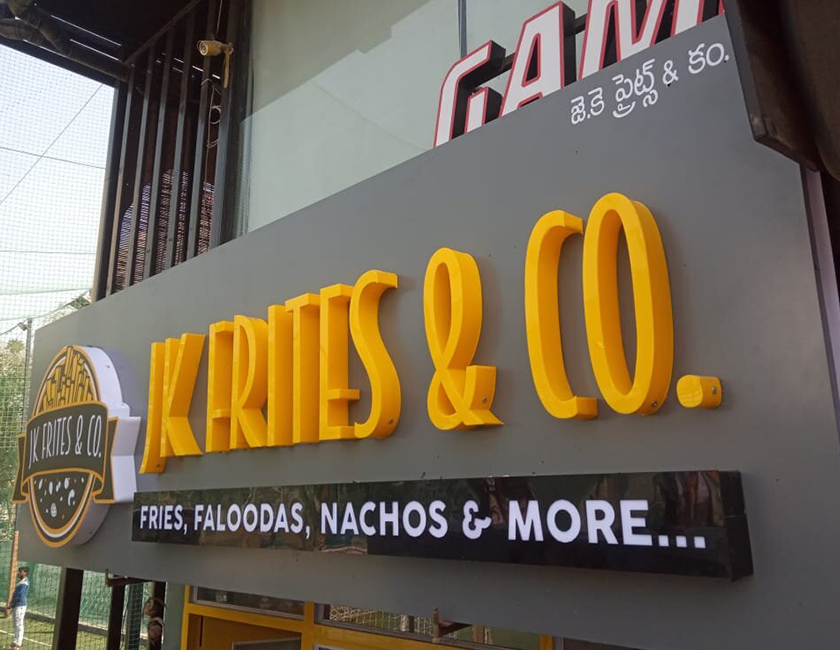 GAM
జె.కె ఫ్రైట్స్ & కం.
JK FRITES & CO.
JK FRITES & CO.
FRIES, FALOODAS, NACHOS & MORE...